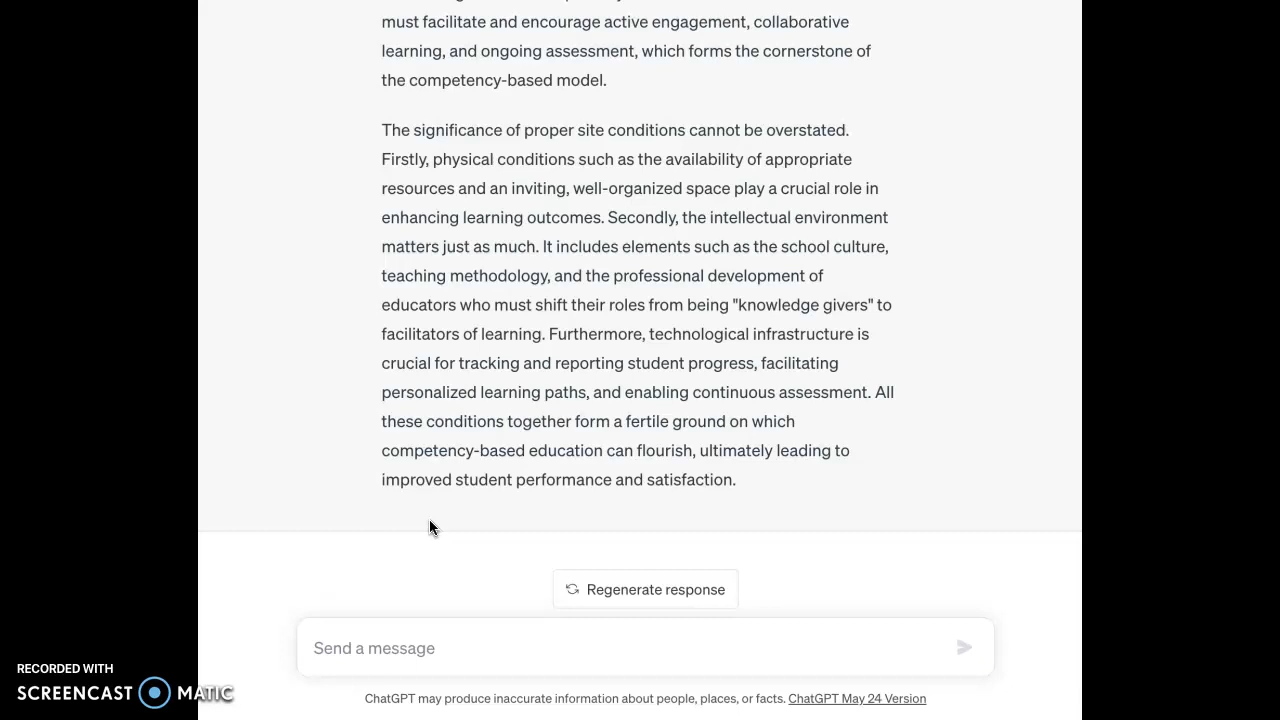 must facilitate and encourage active engagement, collaborative
learning, and ongoing assessment, which forms the cornerstone of
the competency-based model.
The significance of proper site conditions cannot be overstated.
Firstly, physical conditions such as the availability of appropriate
resources and an inviting, well-organized space play a crucial role in
enhancing learning outcomes. Secondly, the intellectual environment
matters just as much. It includes elements such as the school culture,
teaching methodology, and the professional development of
educators who must shift their roles from being "knowledge givers" to
facilitators of learning. Furthermore, technological infrastructure is
crucial for tracking and reporting student progress, facilitating
personalized learning paths, and enabling continuous assessment. All
these conditions together form a fertile ground on which
competency-based education can flourish, ultimately leading to
improved student performance and satisfaction.
Regenerate response
Send a message
ChatGPT may produce inaccurate information about people, places, or facts. ChatGPT May 24 Version
RECORDED WITH
SCREENCAST MATIC